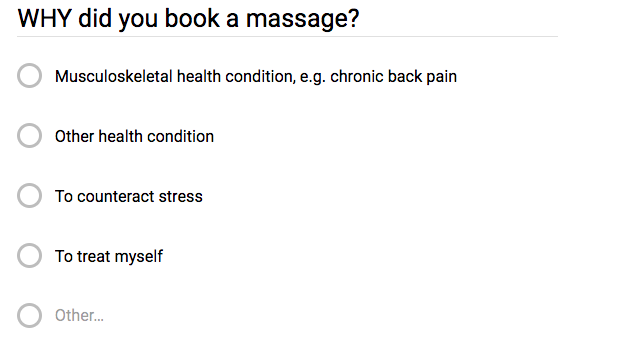 WHY did you book a massage?
Musculoskeletal health condition, e.g. chronic back pain
Other health condition
To counteract stress
To treat myself
Other...